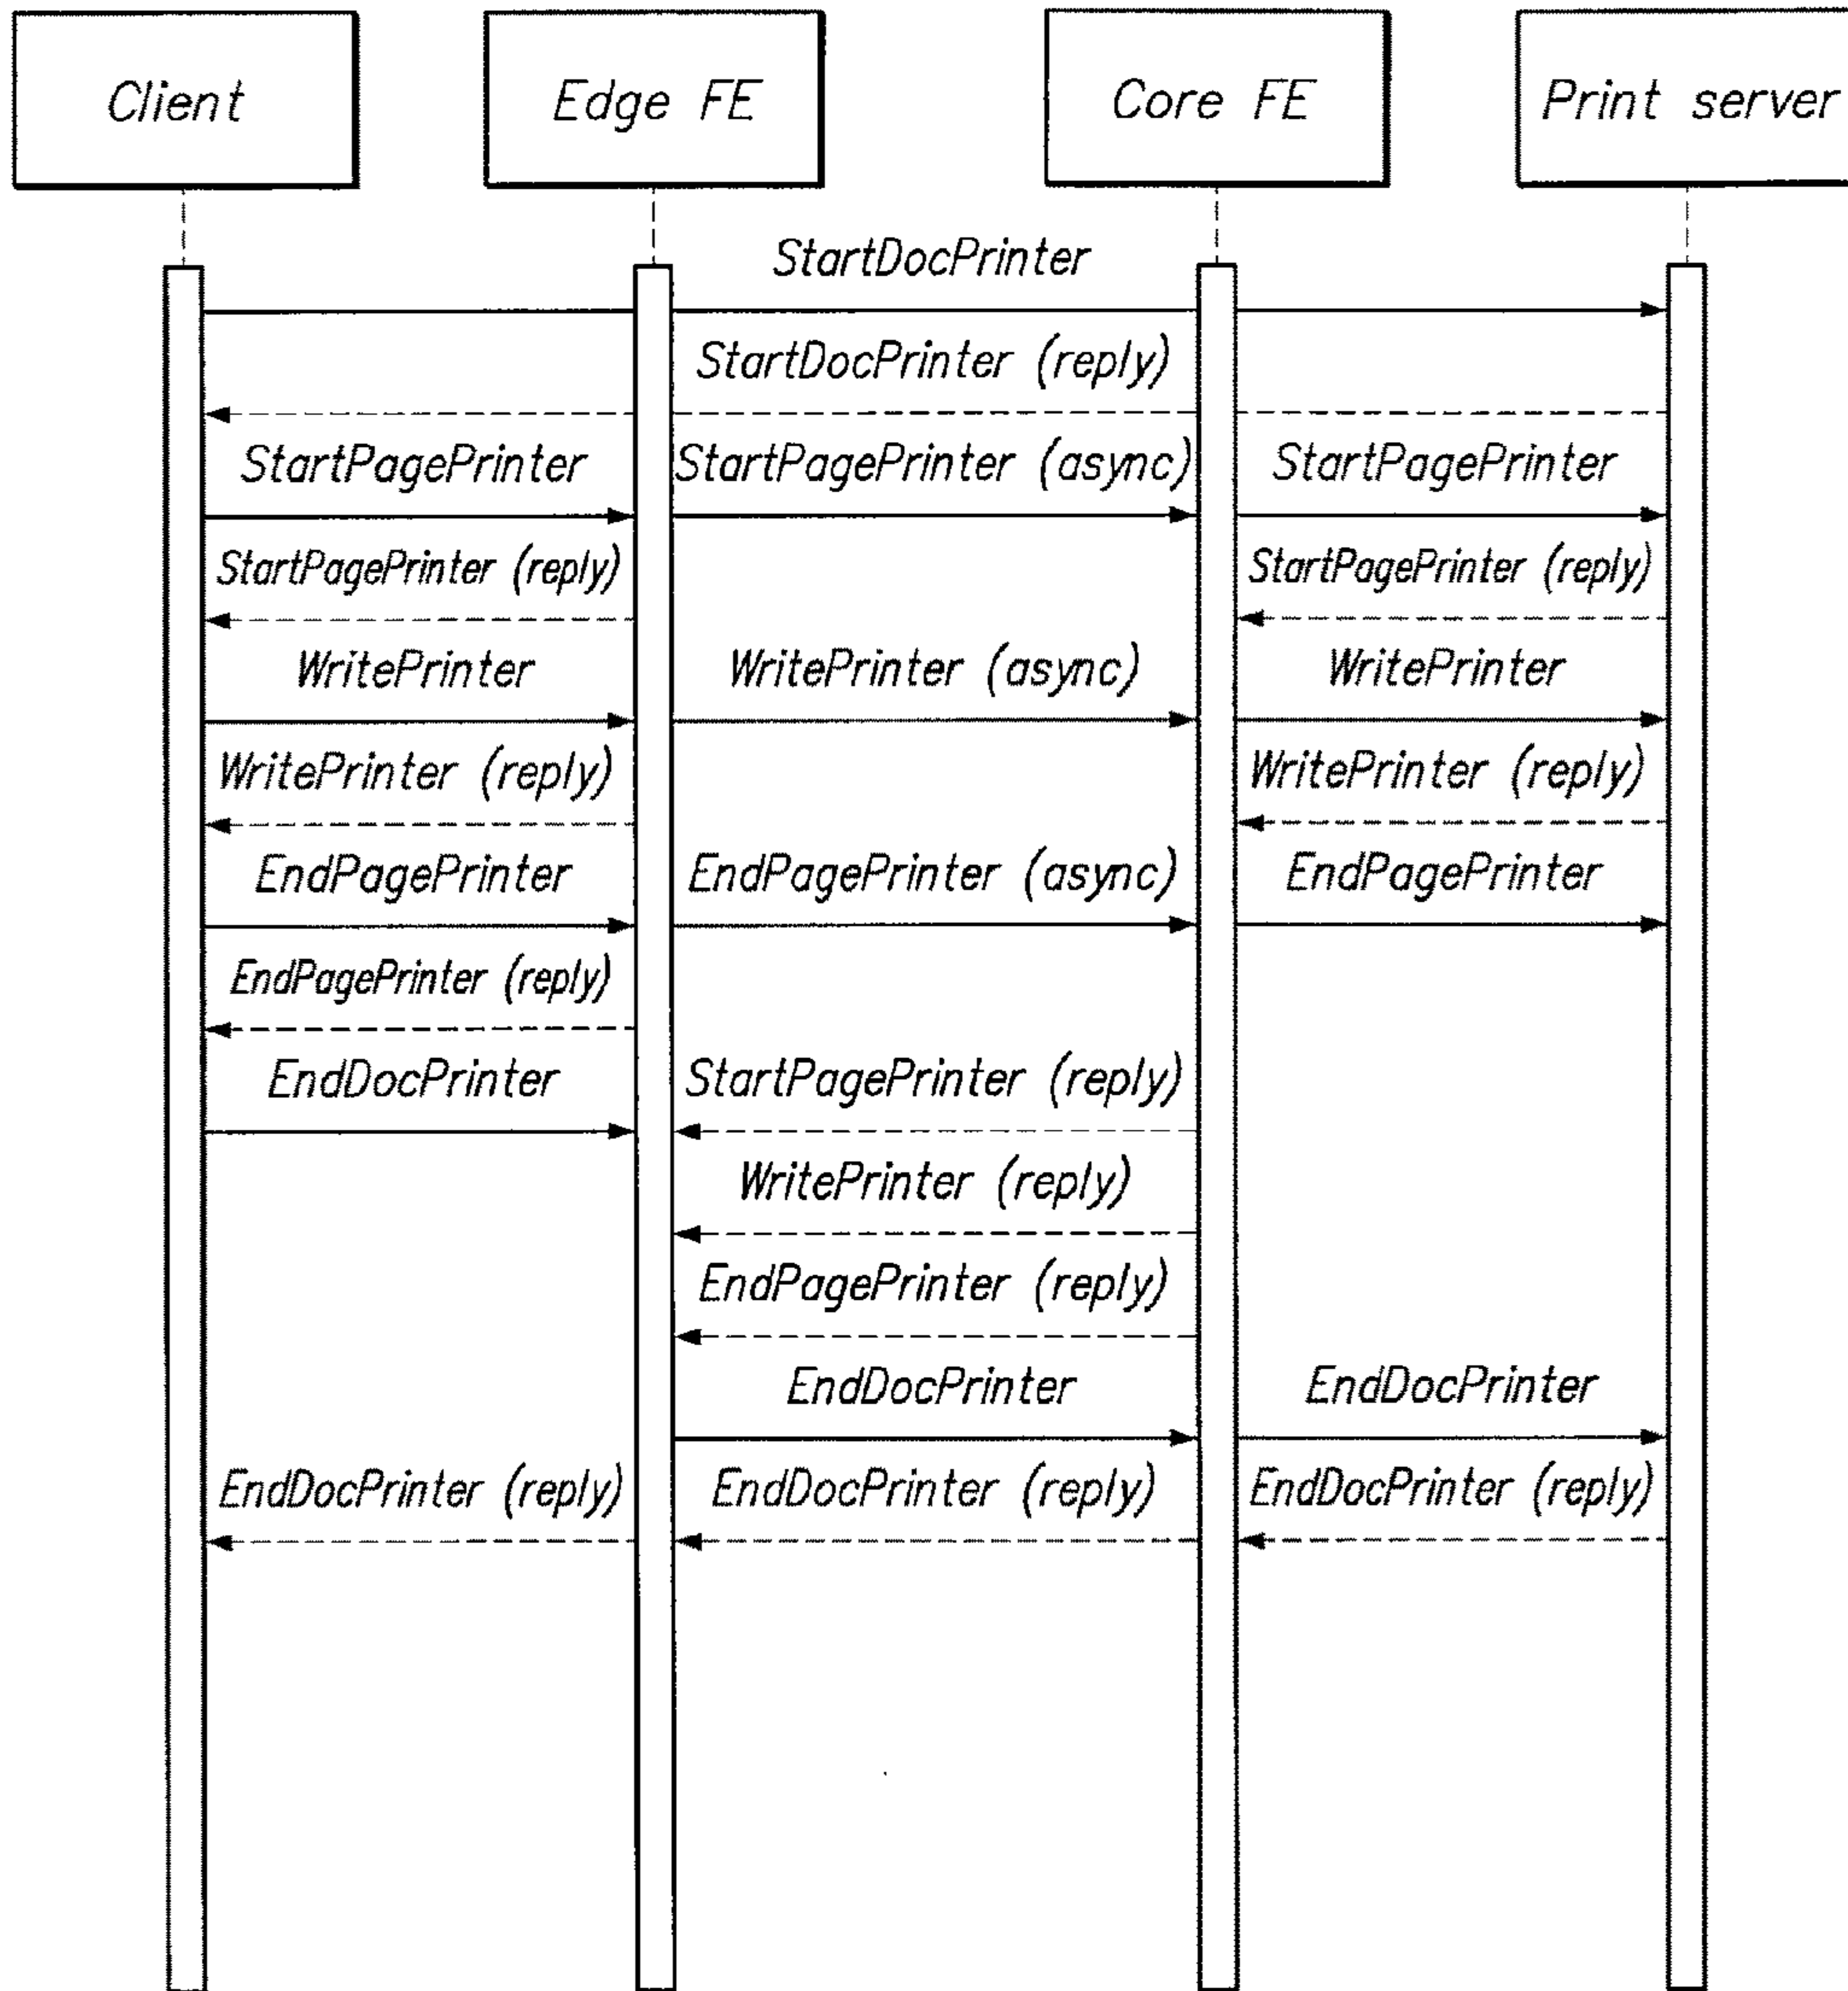 Client Edge FE Core FE Print server
StartDocPrinter
StartDocPrinter (reply)
StartPagePrinter StartPagePrinter (async) StartPagePrinter
StartPagePrinter (reply) StartPagePrinter (reply)
WritePrinter WritePrinter (async) WritePrinter
WritePrinter (reply) WritePrinter (reply)
EndPagePrinter EndPagePrinter (async) EndPagePrinter
EndPagePrinter (reply)
EndDocPrinter StartPagePrinter (reply)
WritePrinter (reply)
EndPagePrinter (reply)
EndDocPrinter EndDocPrinter
EndDocPrinter (reply) EndDocPrinter (reply) EndDocPrinter (reply)